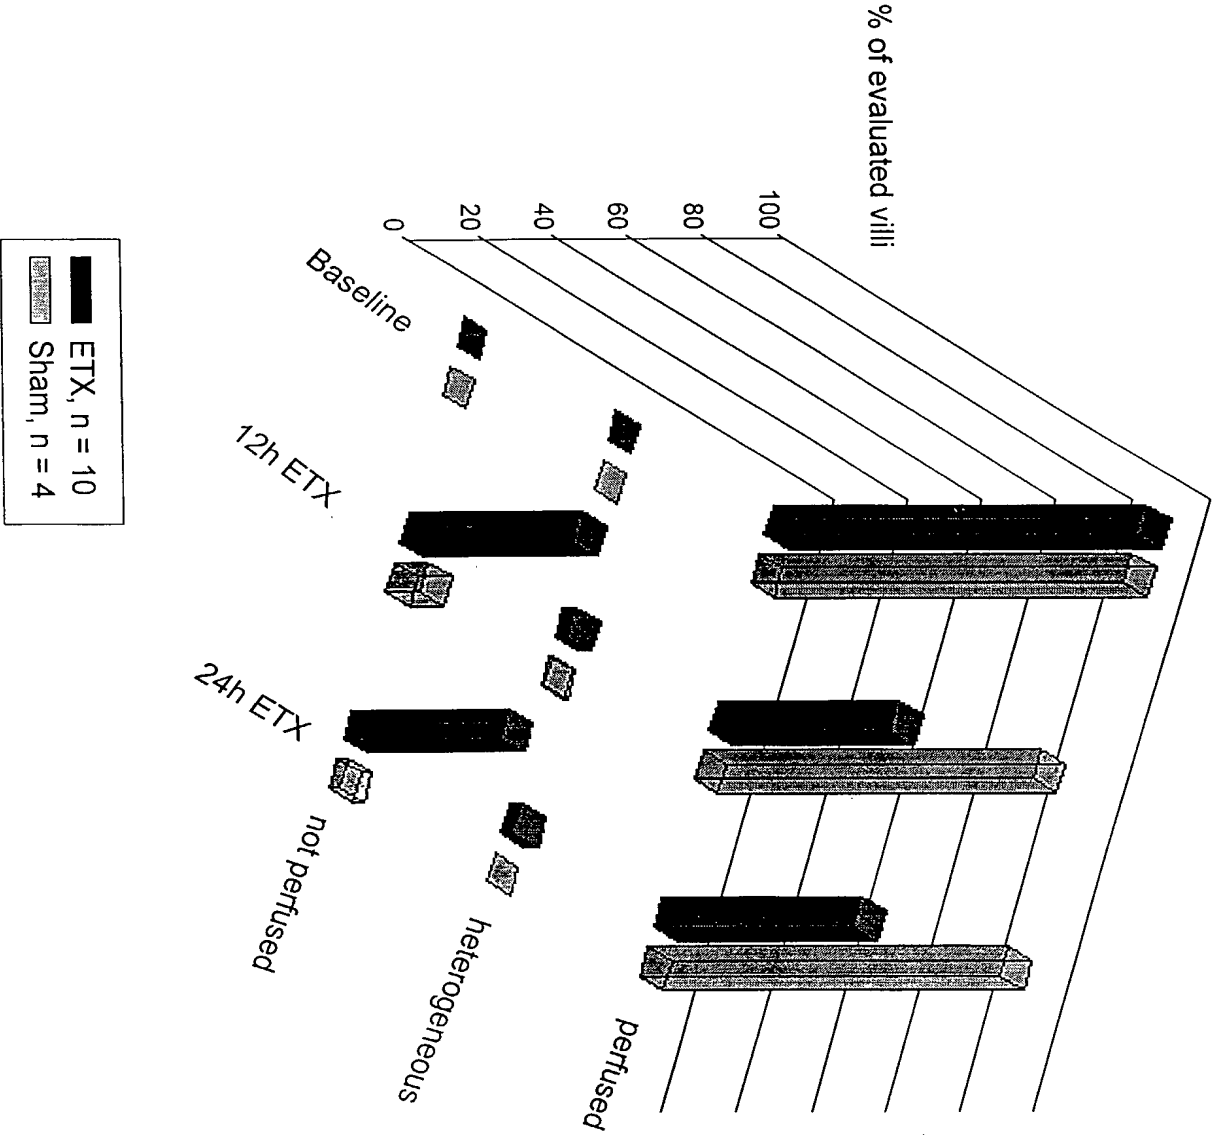 % of evaluated villi
100
80
60
40
20
0
Baseline
12h ETX
24h ETX
not perfused
heterogeneous
perfused
ETX, n = 10
Sham, n = 4